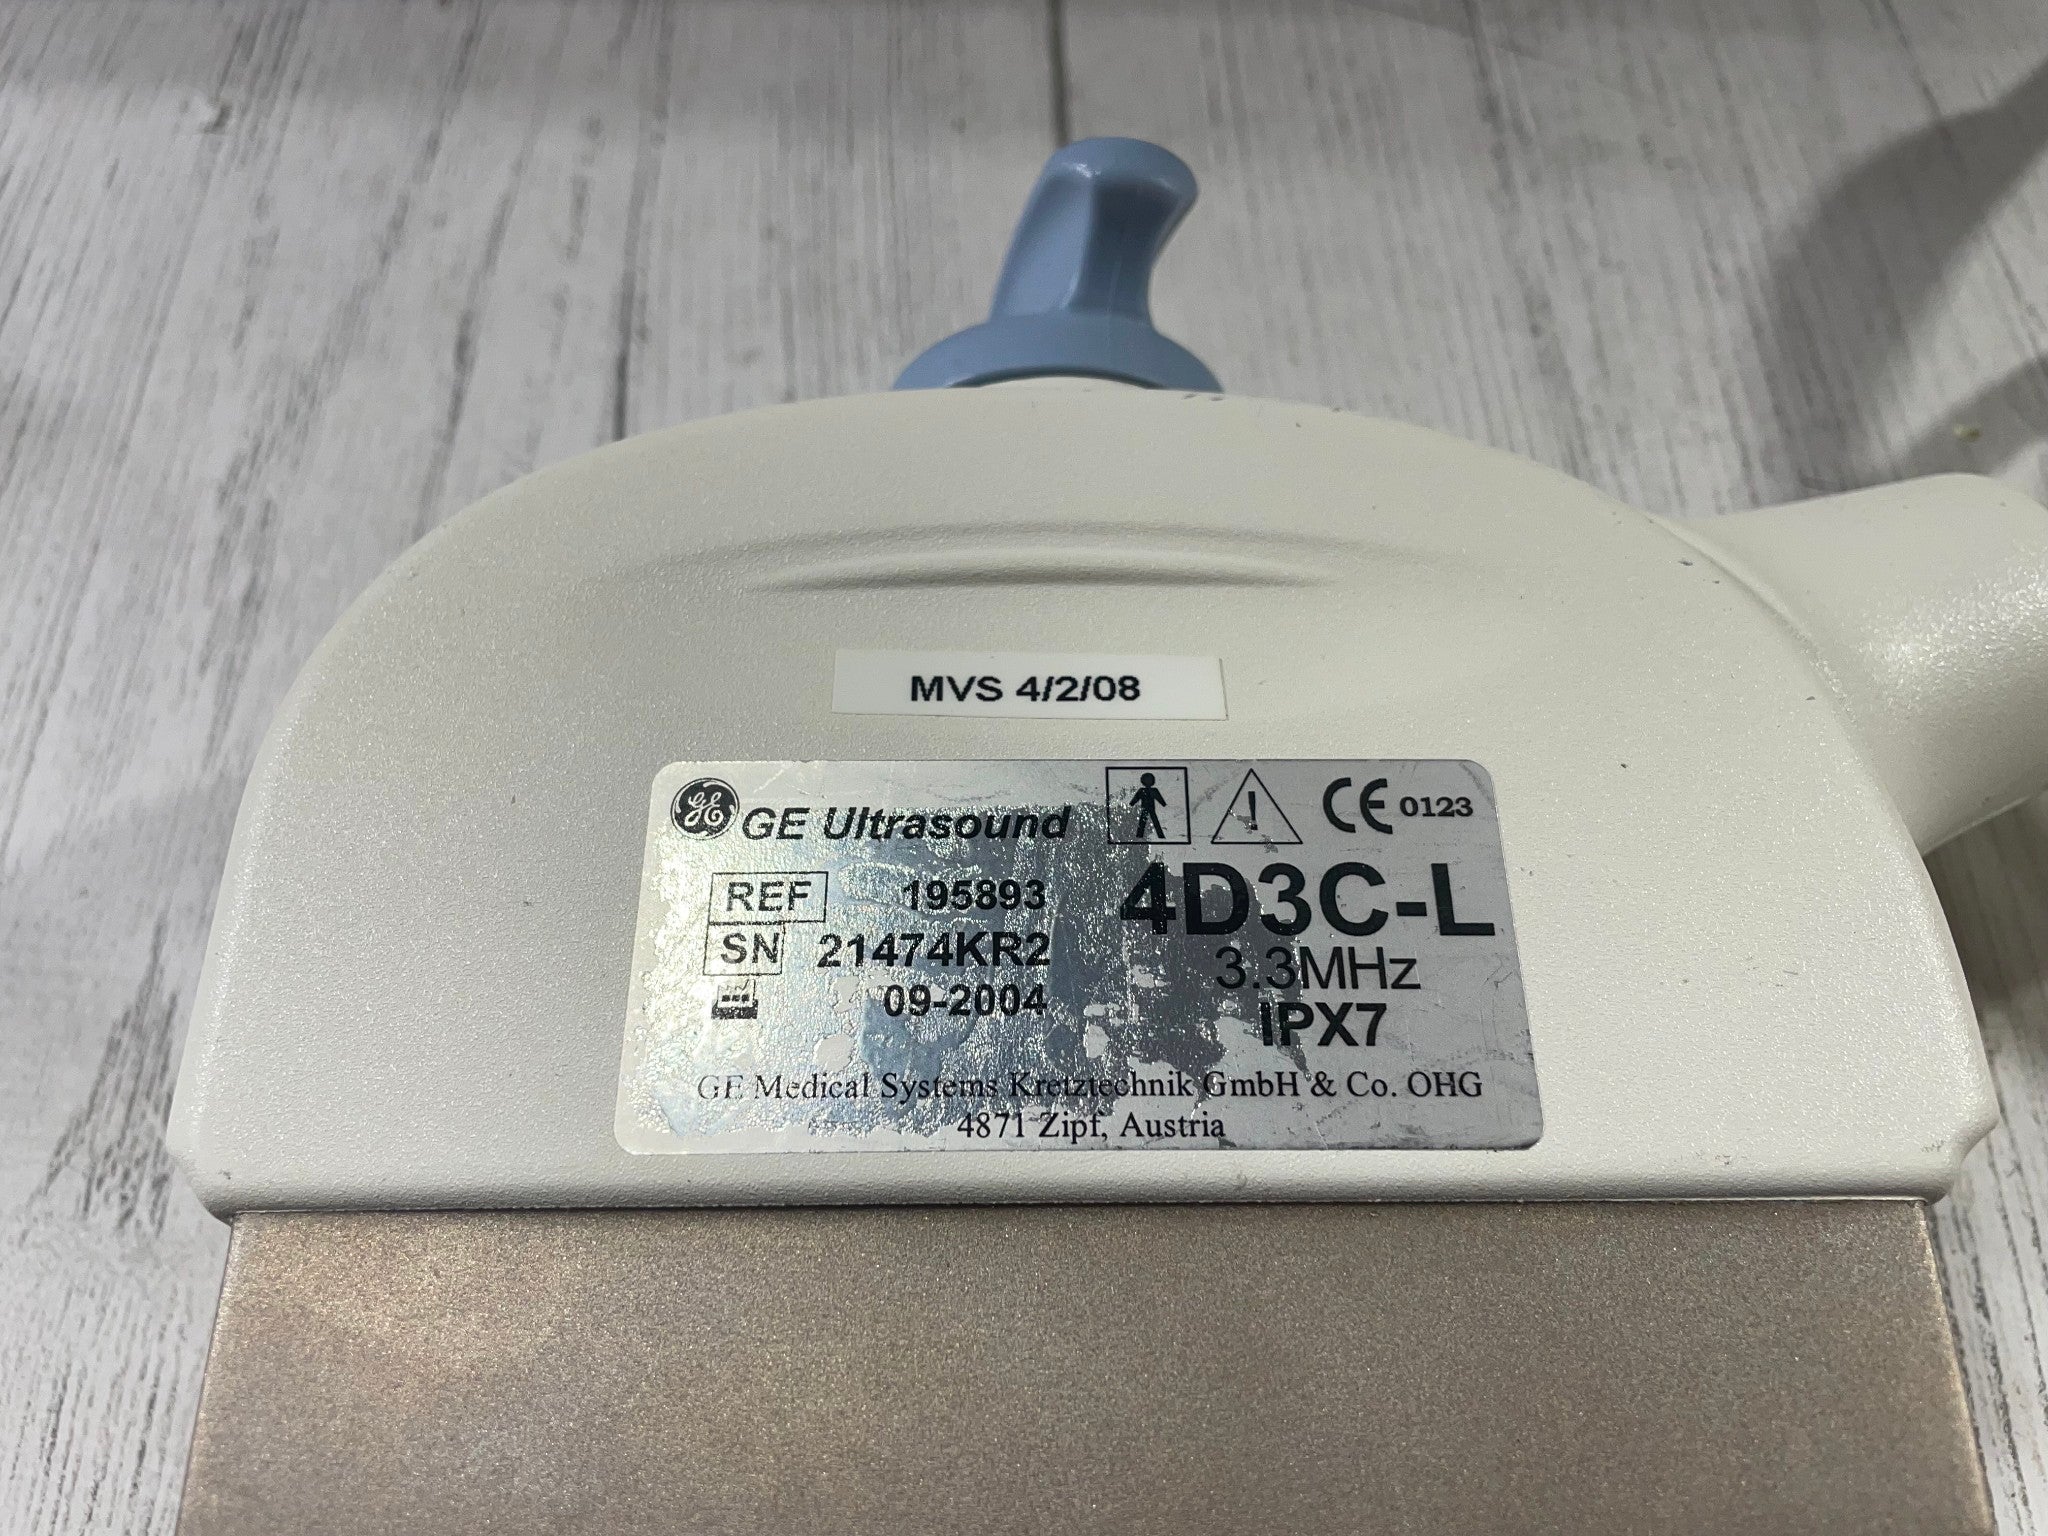 MVS 4/2/08
GE GE Ultrasound
CE 0123
REF 195893
4D3C-L
SN 21474KR2
3.3MHz
09-2004
IPX7
GE Medical Systems Kretztechnik GmbH & Co. OHG
4871 Zipf, Austria